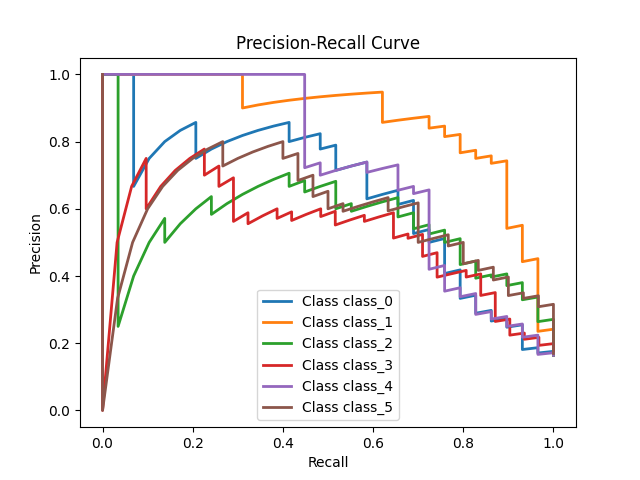 Precision-Recall Curve
Precision
1.0
0.8
0.6
0.4
0.2
0.0
Class class_0
Class class_1
Class class_2
Class class_3
Class class_4
Class class_5
0.0 0.2 0.4 0.6 0.8 1.0
Recall